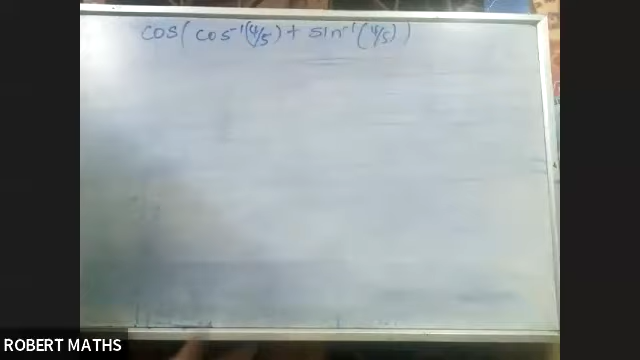 cos( cos⁻¹(4/5) + sin⁻¹(4/5) )
ROBERT MATHS